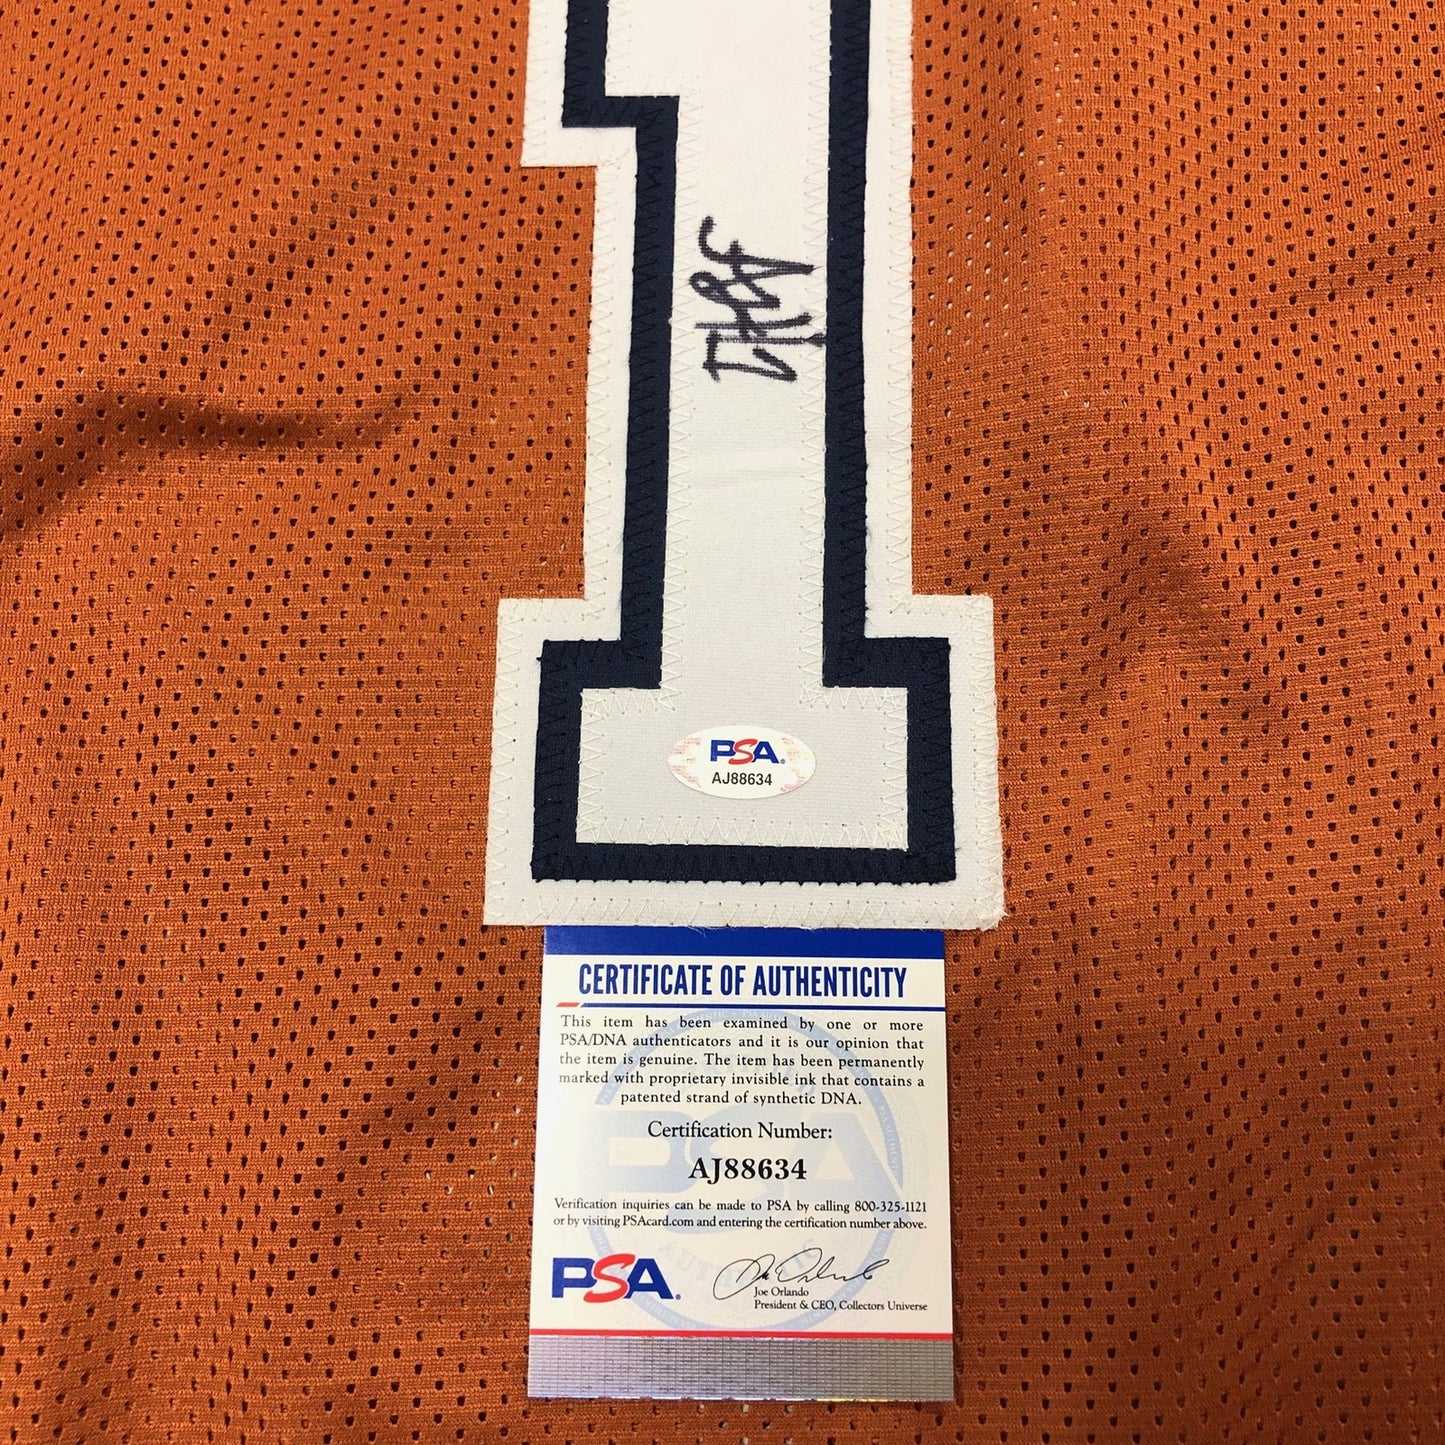 1
PSA
AJ88634
CERTIFICATE OF AUTHENTICITY
This item has been examined by one or more
PSA/DNA authenticators and it is our opinion that
the item is genuine. The item has been permanently
marked with proprietary invisible ink that contains a
patented strand of synthetic DNA.
Certification Number:
AJ88634
Verification inquiries can be made to PSA by calling 800-325-1121
or by visiting PSAcard.com and entering the certification number above.
PSA
Joe Orlando
President & CEO, Collectors Universe